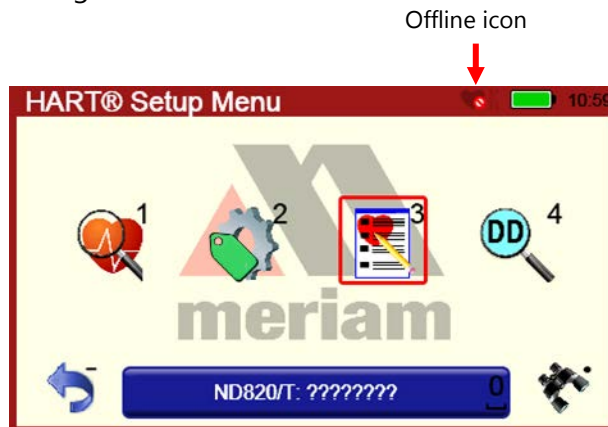 Offline icon
HART® Setup Menu 10:59
1 2 3 DD 4
meriam
ND820/T: ???????? 0